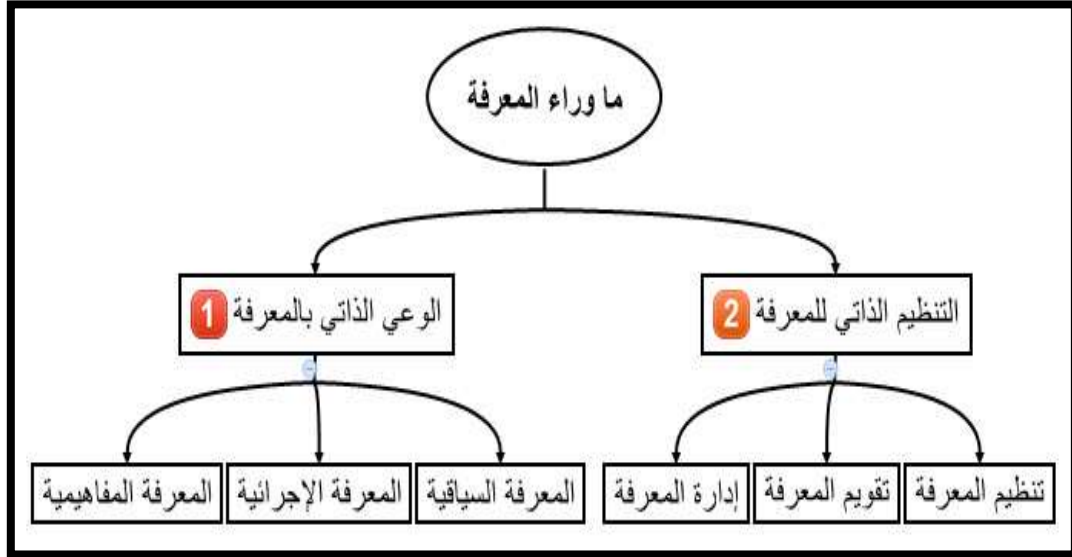 ما وراء المعرفة
التنظيم الذاتي للمعرفة 2
الوعي الذاتي بالمعرفة 1
تنظيم المعرفة
تقويم المعرفة
إدارة المعرفة
المعرفة السياقية
المعرفة الإجرائية
المعرفة المفاهيمية